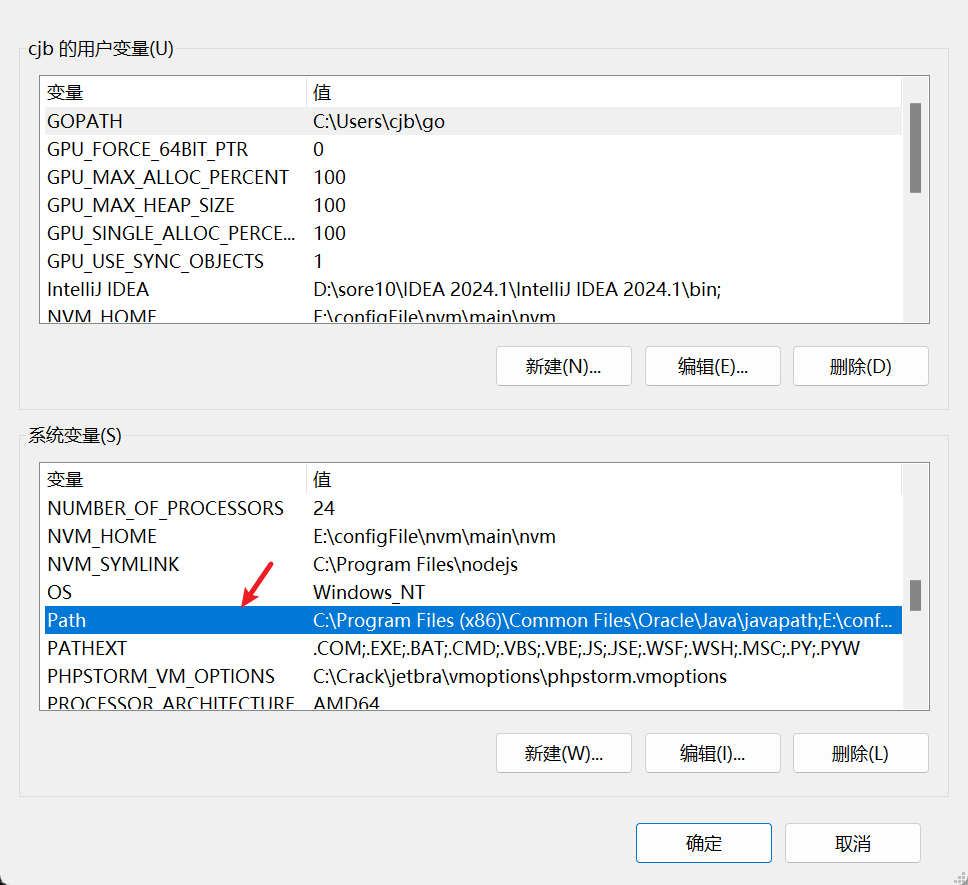 cjb 的用户变量(U)
变量 值
GOPATH C:\Users\cjb\go
GPU_FORCE_64BIT_PTR 0
GPU_MAX_ALLOC_PERCENT 100
GPU_MAX_HEAP_SIZE 100
GPU_SINGLE_ALLOC_PERCE... 100
GPU_USE_SYNC_OBJECTS 1
IntelliJ IDEA D:\sore10\IDEA 2024.1\IntelliJ IDEA 2024.1\bin;
NVM_HOME E:\configFile\nvm\main\nvm
新建(N)... 编辑(E)... 删除(D)
系统变量(S)
变量 值
NUMBER_OF_PROCESSORS 24
NVM_HOME E:\configFile\nvm\main\nvm
NVM_SYMLINK C:\Program Files\nodejs
OS Windows_NT
Path C:\Program Files (x86)\Common Files\Oracle\Java\javapath;E:\conf...
PATHEXT .COM;.EXE;.BAT;.CMD;.VBS;.VBE;.JS;.JSE;.WSF;.WSH;.MSC;.PY;.PYW
PHPSTORM_VM_OPTIONS C:\Crack\jetbra\vmoptions\phpstorm.vmoptions
PROCESSOR_ARCHITECTURE AMD64
新建(W)... 编辑(I)... 删除(L)
确定 取消